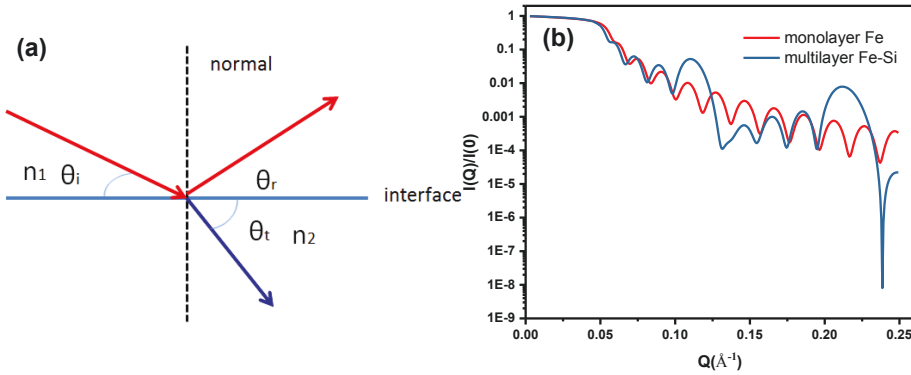 (a)
normal
n1 θi
θr
interface
θt
n2
(b)
monolayer Fe
multilayer Fe-Si
I(Q)/I(0)
1
0.1
0.01
0.001
1E-4
1E-5
1E-6
1E-7
1E-8
1E-9
0.00 0.05 0.10 0.15 0.20 0.25
Q(Å-1)